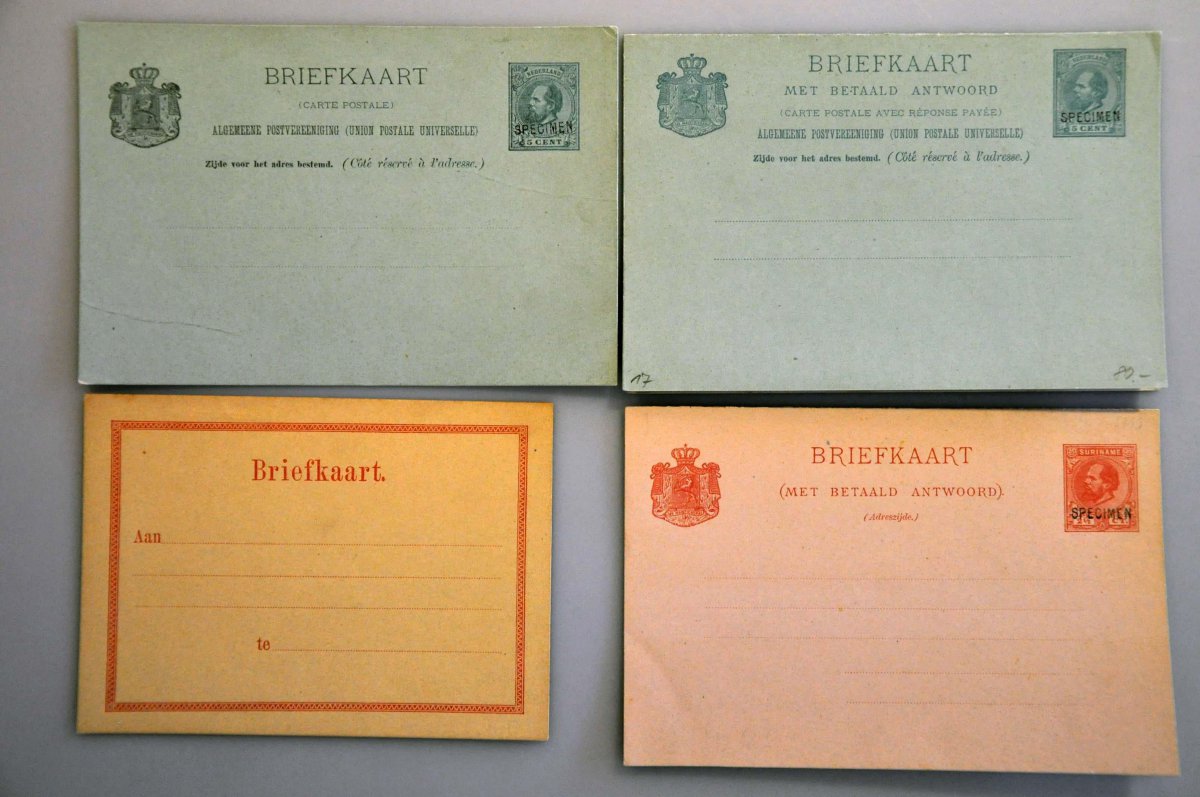 BRIEFKAART
(CARTE POSTALE)
ALGEMEENE POSTVEREENIGING (UNION POSTALE UNIVERSELLE)
Zijde voor het adres bestemd. (Côté réservé à l'adresse.)
NEDERLAND
SPECIMEN
5 CENT
BRIEFKAART
MET BETAALD ANTWOORD
(CARTE POSTALE AVEC RÉPONSE PAYÉE)
ALGEMEENE POSTVEREENIGING (UNION POSTALE UNIVERSELLE)
Zijde voor het adres bestemd. (Côté réservé à l'adresse.)
NEDERLAND
SPECIMEN
5 CENT
17
Briefkaart.
Aan
te
BRIEFKAART
(MET BETAALD ANTWOORD).
(Adreszijde.)
SURINAME
SPECIMEN